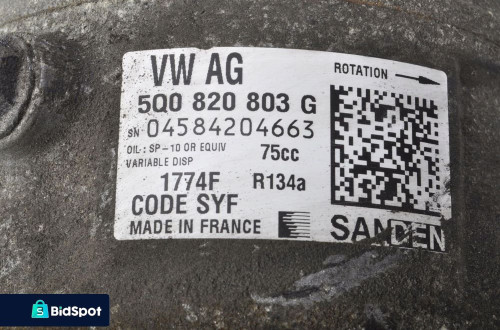 VW AG
ROTATION
5Q0 820 803 G
SN 04584204663
OIL: SP-10 OR EQUIV 75cc
VARIABLE DISP
1774F R134a
CODE SYF
MADE IN FRANCE
SANDEN
BidSpot